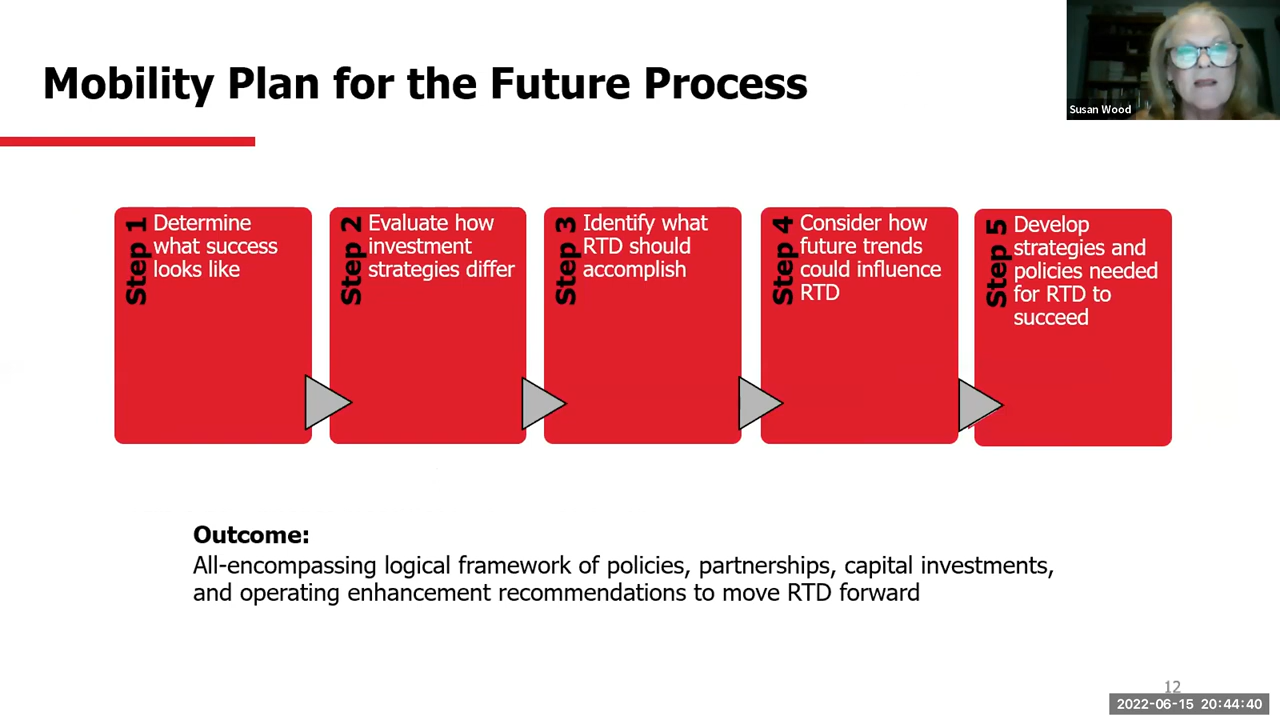 Mobility Plan for the Future Process
Susan Wood
Step 1
Determine
what success
looks like
Step 2
Evaluate how
investment
strategies differ
Step 3
Identify what
RTD should
accomplish
Step 4
Consider how
future trends
could influence
RTD
Step 5
Develop
strategies and
policies needed
for RTD to
succeed
Outcome:
All-encompassing logical framework of policies, partnerships, capital investments,
and operating enhancement recommendations to move RTD forward
12
2022-06-15 20:44:40